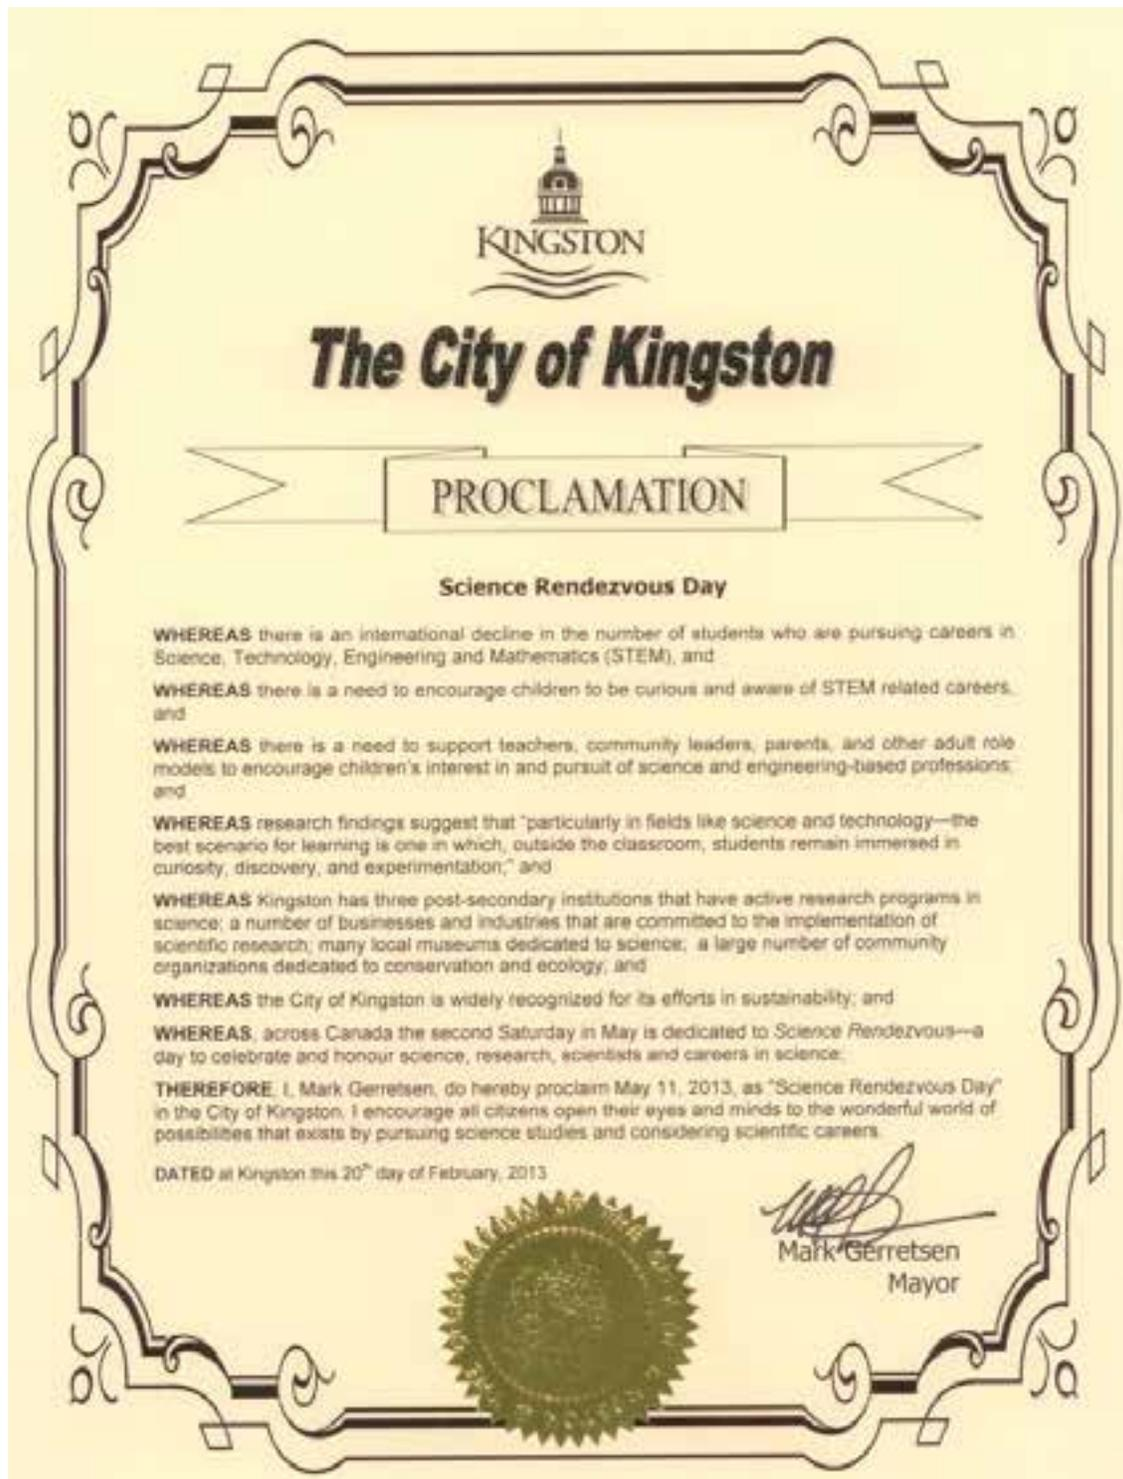 KINGSTON
The City of Kingston
PROCLAMATION
Science Rendezvous Day
WHEREAS there is an international decline in the number of students who are pursuing careers in
Science, Technology, Engineering and Mathematics (STEM), and
WHEREAS there is a need to encourage children to be curious and aware of STEM related careers,
and
WHEREAS there is a need to support teachers, community leaders, parents, and other adult role
models to encourage children's interest in and pursuit of science and engineering-based professions;
and
WHEREAS research findings suggest that "particularly in fields like science and technology—the
best scenario for learning is one in which, outside the classroom, students remain immersed in
curiosity, discovery, and experimentation;" and
WHEREAS Kingston has three post-secondary institutions that have active research programs in
science; a number of businesses and industries that are committed to the implementation of
scientific research; many local museums dedicated to science; a large number of community
organizations dedicated to conservation and ecology; and
WHEREAS the City of Kingston is widely recognized for its efforts in sustainability; and
WHEREAS, across Canada the second Saturday in May is dedicated to Science Rendezvous—a
day to celebrate and honour science, research, scientists and careers in science;
THEREFORE, I, Mark Gerretsen, do hereby proclaim May 11, 2013, as "Science Rendezvous Day"
in the City of Kingston. I encourage all citizens open their eyes and minds to the wonderful world of
possibilities that exists by pursuing science studies and considering scientific careers.
DATED at Kingston this 20th day of February, 2013
Mark Gerretsen
Mayor